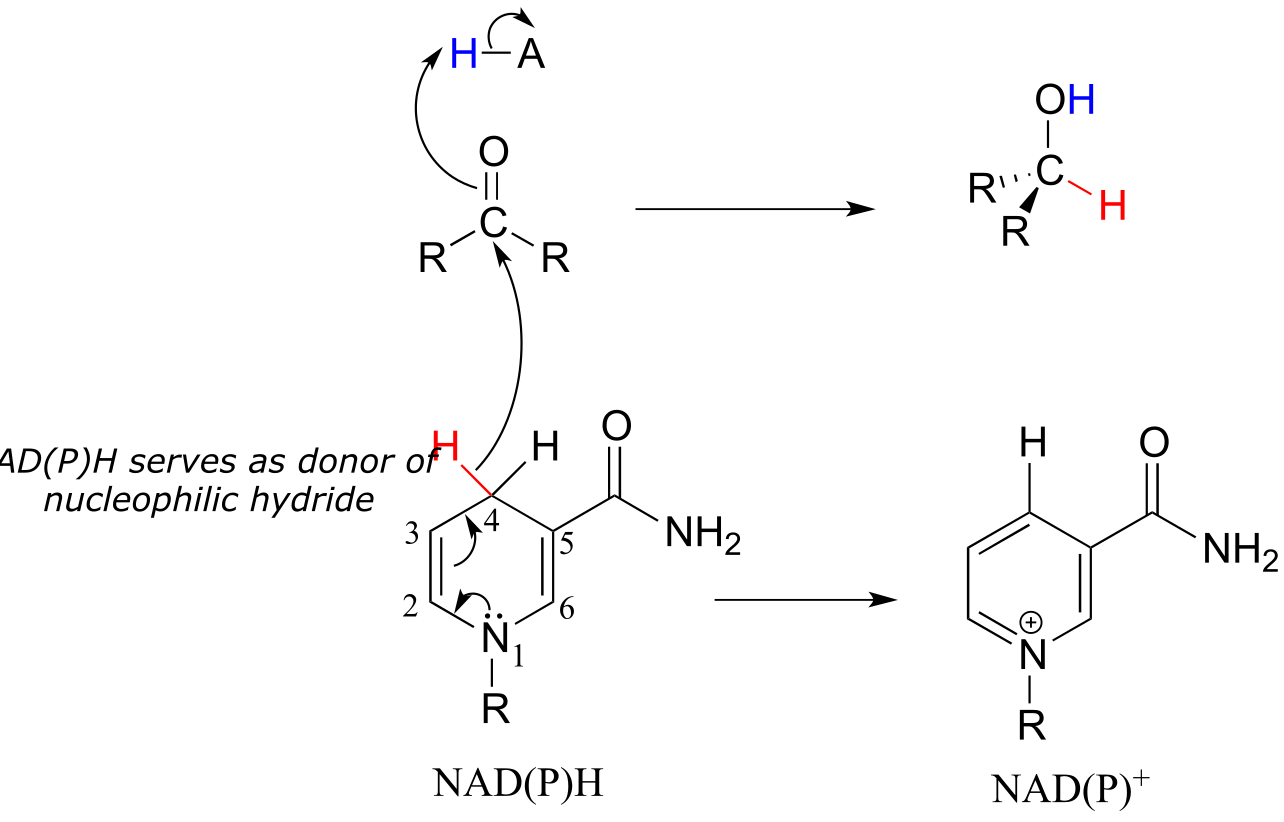 H A
O
C
R R
OH
C
R H
R
AD(P)H serves as donor of
nucleophilic hydride
H H
O
3 4 5
NH2
2 6
N 1
R
NAD(P)H
H
O
NH2
+
N
R
NAD(P)+